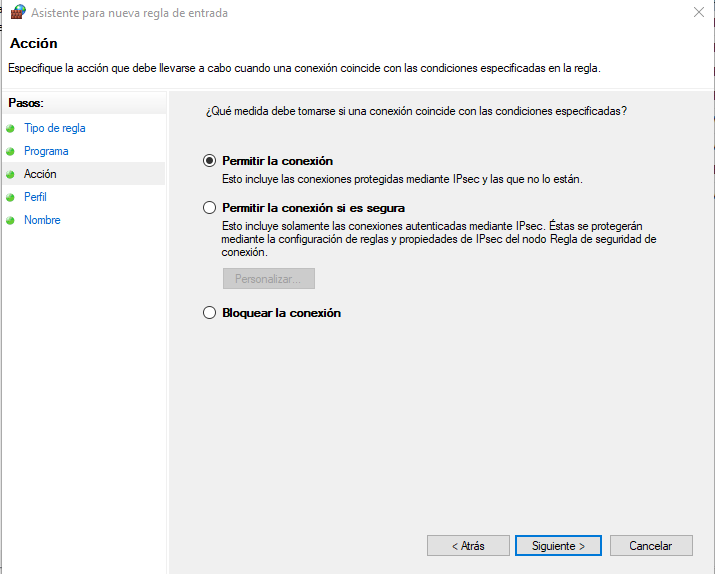 Asistente para nueva regla de entrada
Acción
Especifique la acción que debe llevarse a cabo cuando una conexión coincide con las condiciones especificadas en la regla.
Pasos:
Tipo de regla
Programa
Acción
Perfil
Nombre
¿Qué medida debe tomarse si una conexión coincide con las condiciones especificadas?
Permitir la conexión
Esto incluye las conexiones protegidas mediante IPsec y las que no lo están.
Permitir la conexión si es segura
Esto incluye solamente las conexiones autenticadas mediante IPsec. Éstas se protegerán
mediante la configuración de reglas y propiedades de IPsec del nodo Regla de seguridad de
conexión.
Personalizar...
Bloquear la conexión
< Atrás
Siguiente >
Cancelar